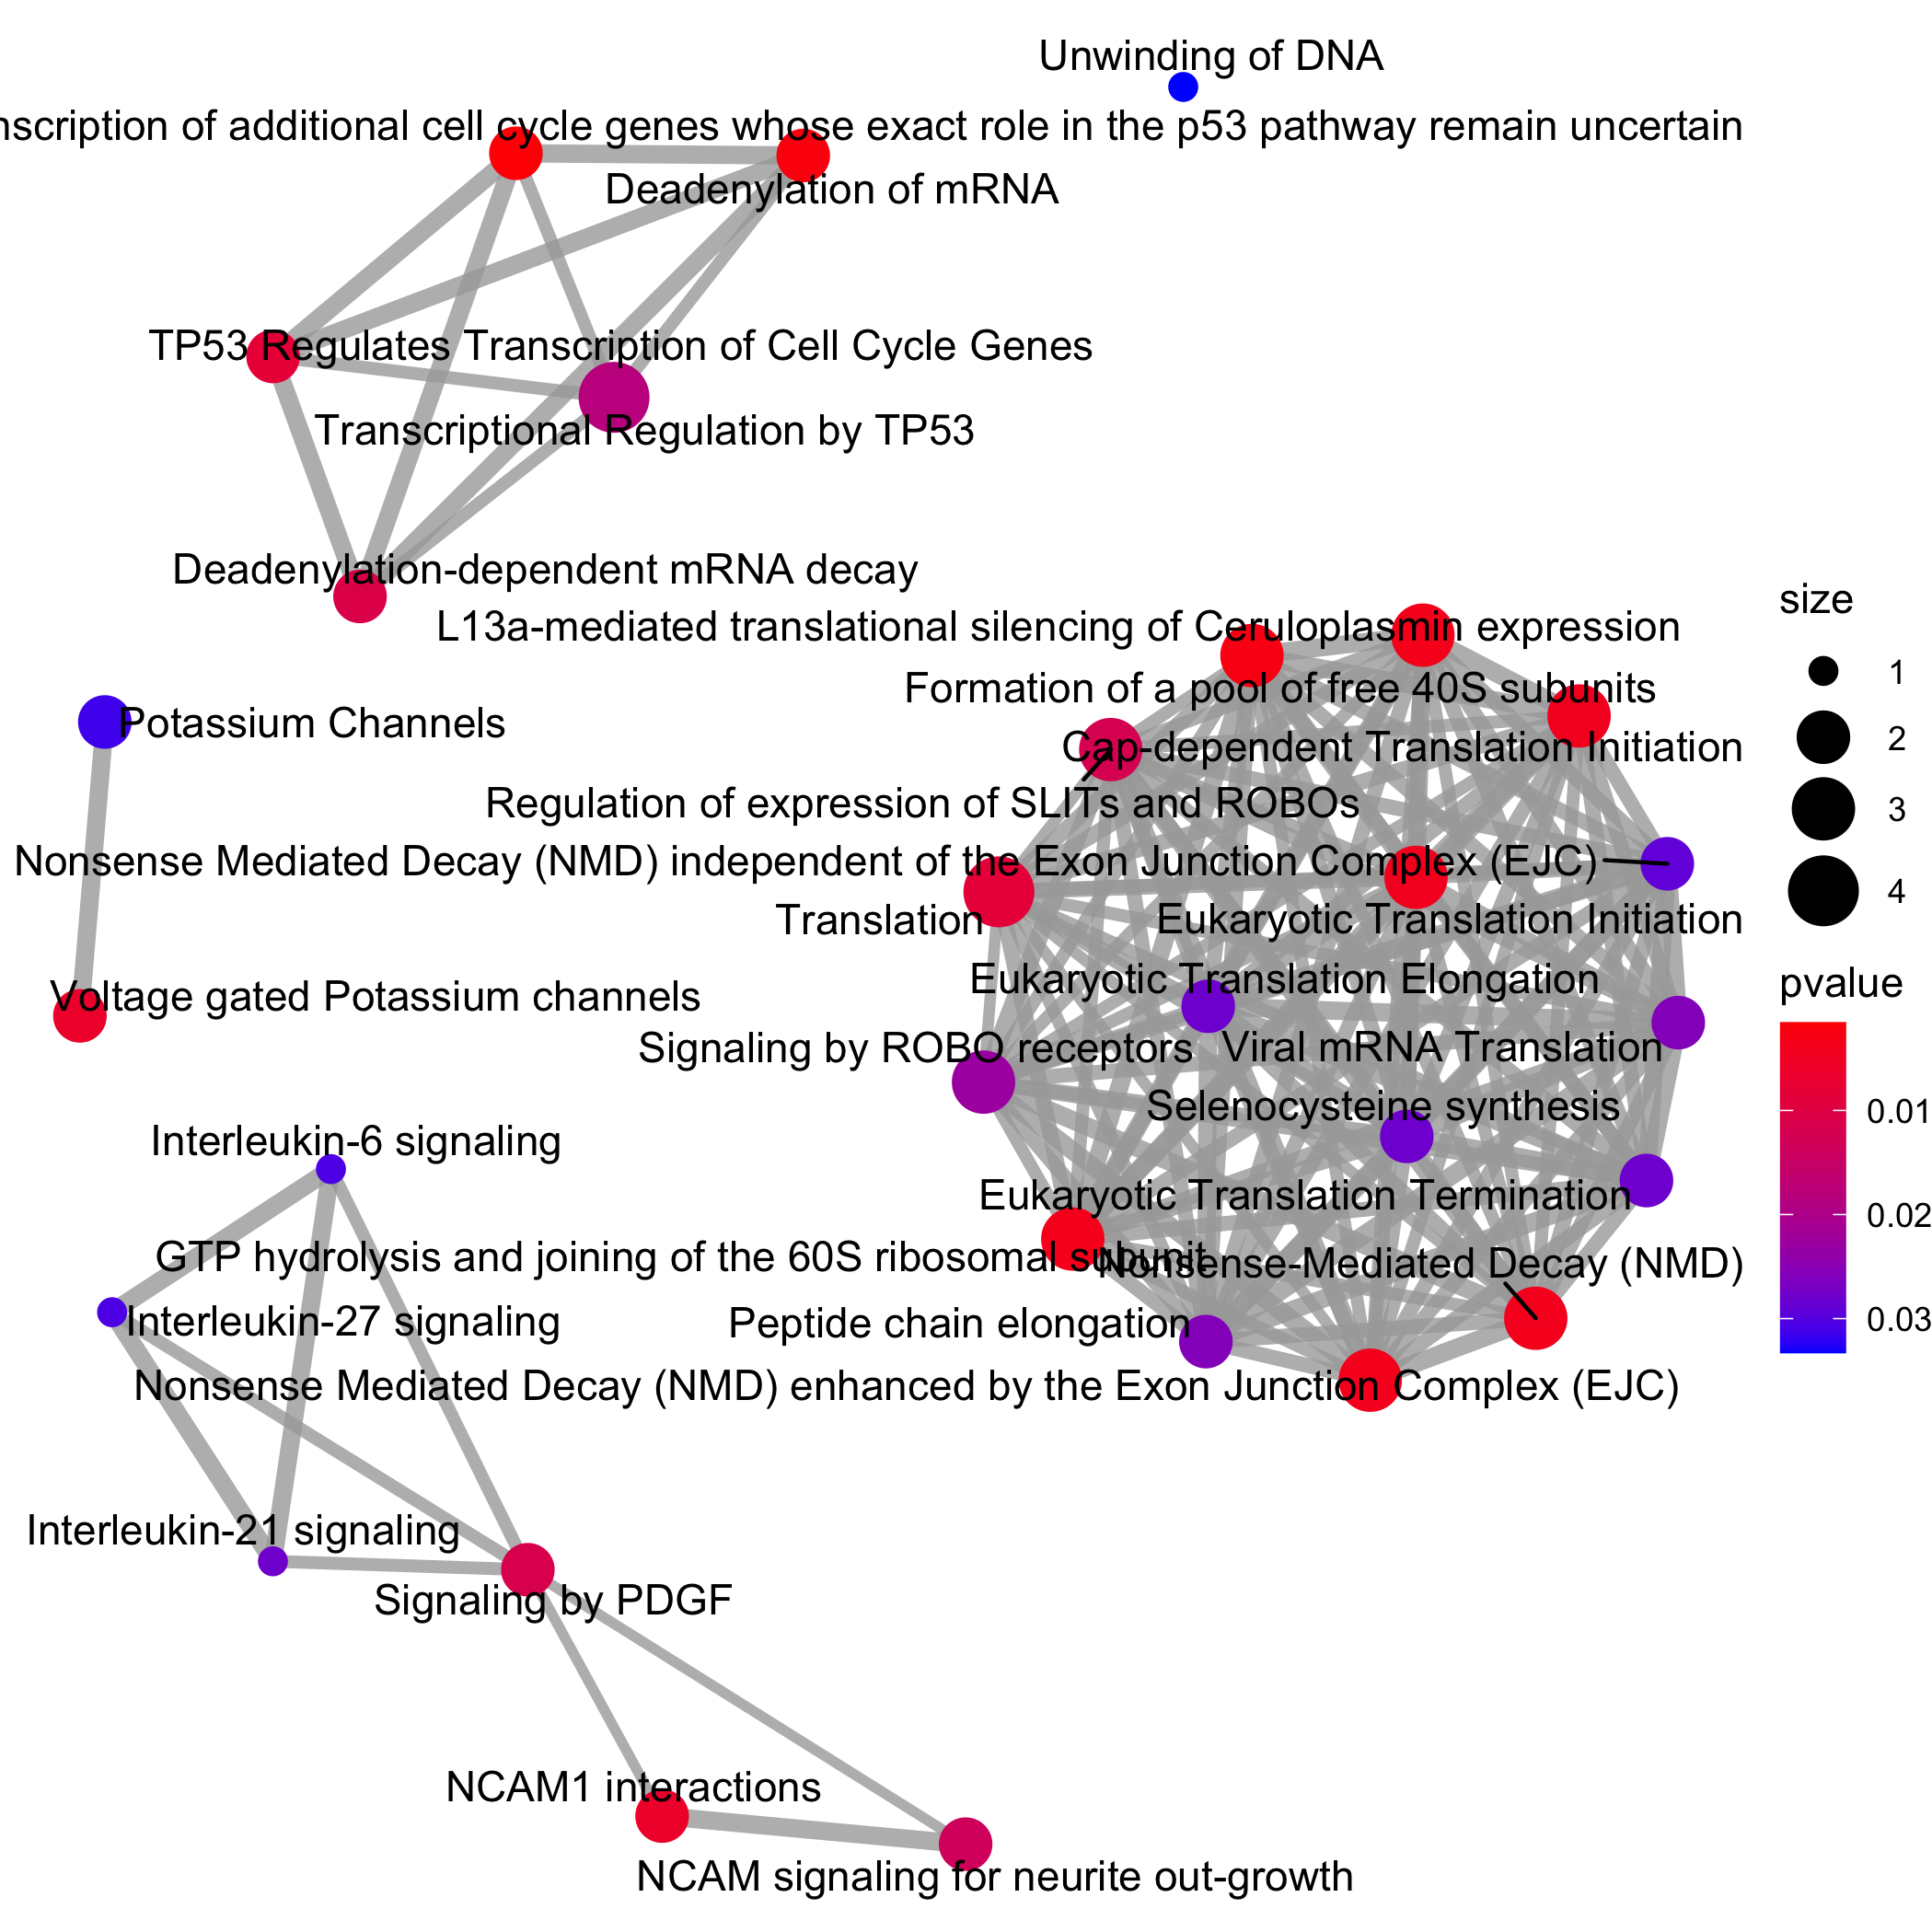 Unwinding of DNA
nscription of additional cell cycle genes whose exact role in the p53 pathway remain uncertain
Deadenylation of mRNA
TP53 Regulates Transcription of Cell Cycle Genes
Transcriptional Regulation by TP53
Deadenylation-dependent mRNA decay
L13a-mediated translational silencing of Ceruloplasmin expression
Formation of a pool of free 40S subunits
Potassium Channels
Cap-dependent Translation Initiation
Regulation of expression of SLITs and ROBOs
Nonsense Mediated Decay (NMD) independent of the Exon Junction Complex (EJC)
Translation
Eukaryotic Translation Initiation
Eukaryotic Translation Elongation
Voltage gated Potassium channels
Signaling by ROBO receptors
Viral mRNA Translation
Selenocysteine synthesis
Interleukin-6 signaling
Eukaryotic Translation Termination
GTP hydrolysis and joining of the 60S ribosomal subunit
Nonsense-Mediated Decay (NMD)
Interleukin-27 signaling
Peptide chain elongation
Nonsense Mediated Decay (NMD) enhanced by the Exon Junction Complex (EJC)
Interleukin-21 signaling
Signaling by PDGF
NCAM1 interactions
NCAM signaling for neurite out-growth
size
1
2
3
4
pvalue
0.01
0.02
0.03